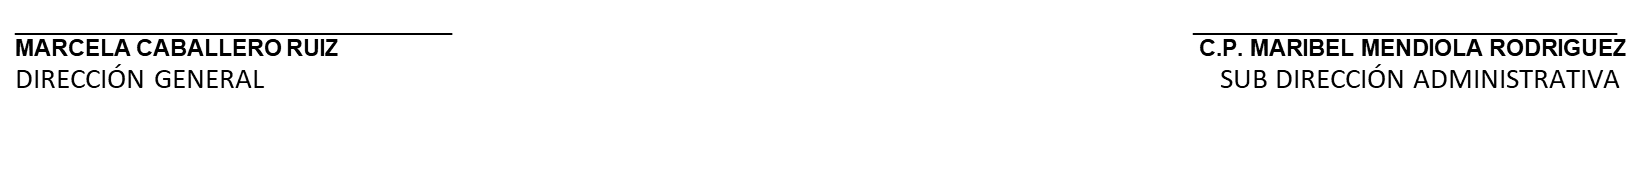 MARCELA CABALLERO RUIZ
DIRECCIÓN GENERAL
C.P. MARIBEL MENDIOLA RODRIGUEZ
SUB DIRECCIÓN ADMINISTRATIVA